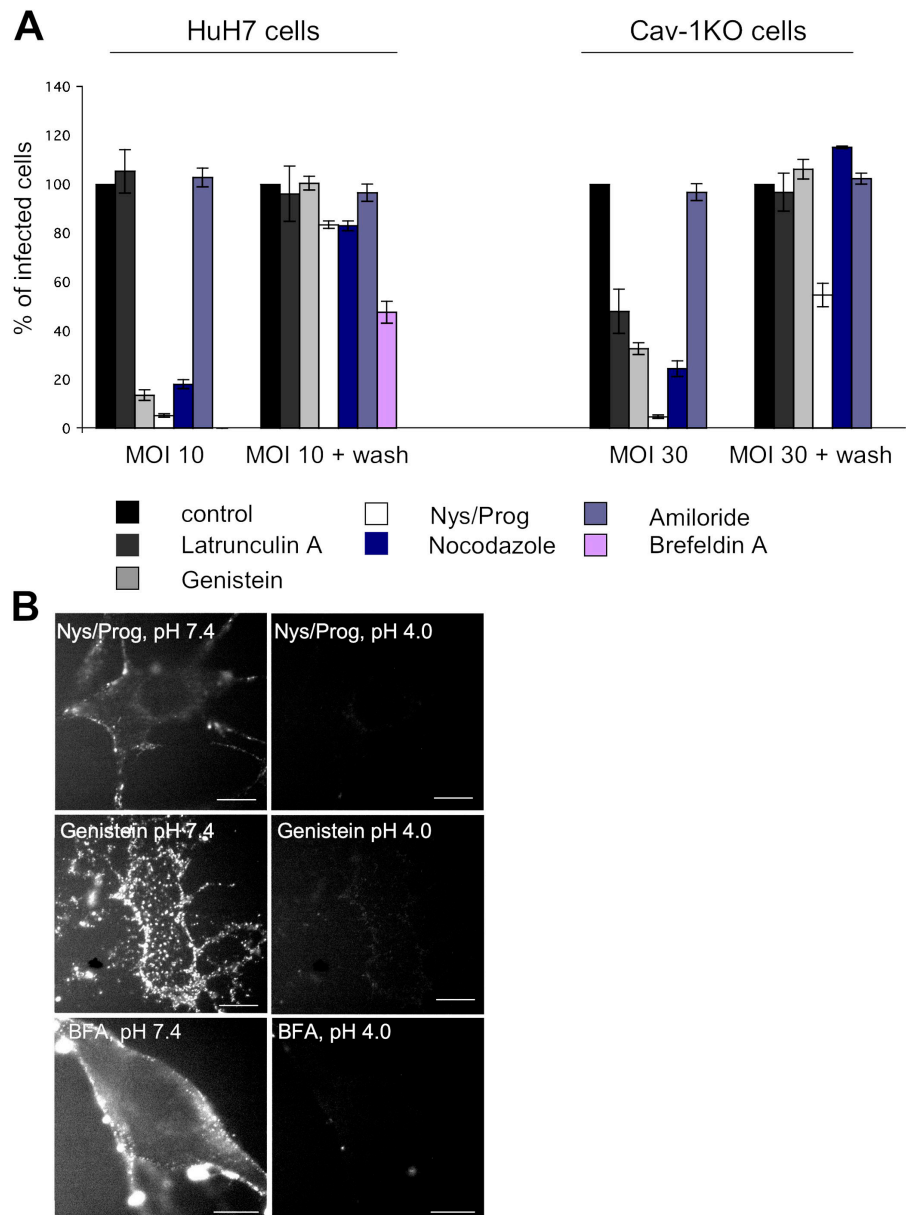 A
HuH7 cells
Cav-1KO cells
% of infected cells
140
120
100
80
60
40
20
0
MOI 10
MOI 10 + wash
MOI 30
MOI 30 + wash
control
Nys/Prog
Amiloride
Latrunculin A
Nocodazole
Brefeldin A
Genistein
B
Nys/Prog, pH 7.4
Nys/Prog, pH 4.0
Genistein pH 7.4
Genistein pH 4.0
BFA, pH 7.4
BFA, pH 4.0